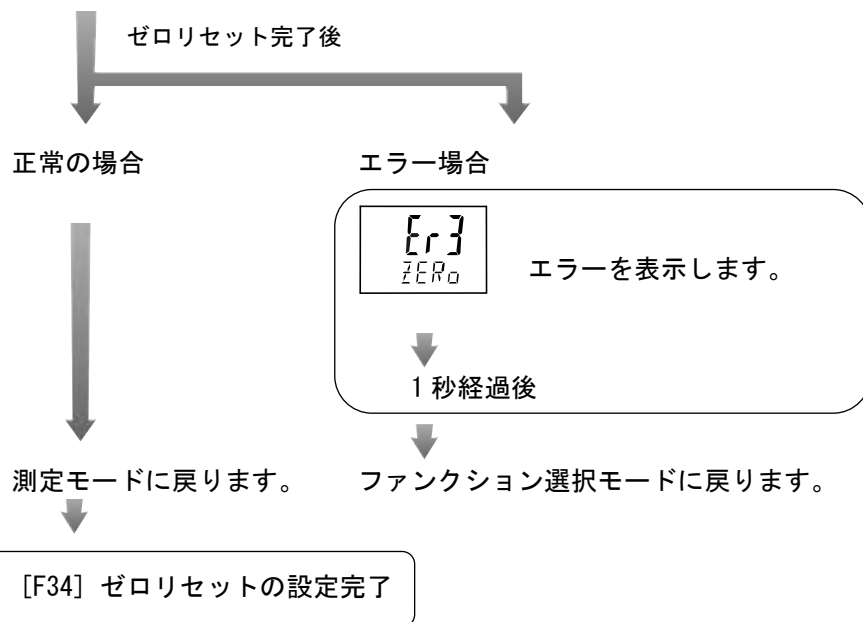 ゼロリセット完了後
正常の場合
エラー場合
Er3
ZERo
エラーを表示します。
1秒経過後
測定モードに戻ります。
ファンクション選択モードに戻ります。
[F34] ゼロリセットの設定完了